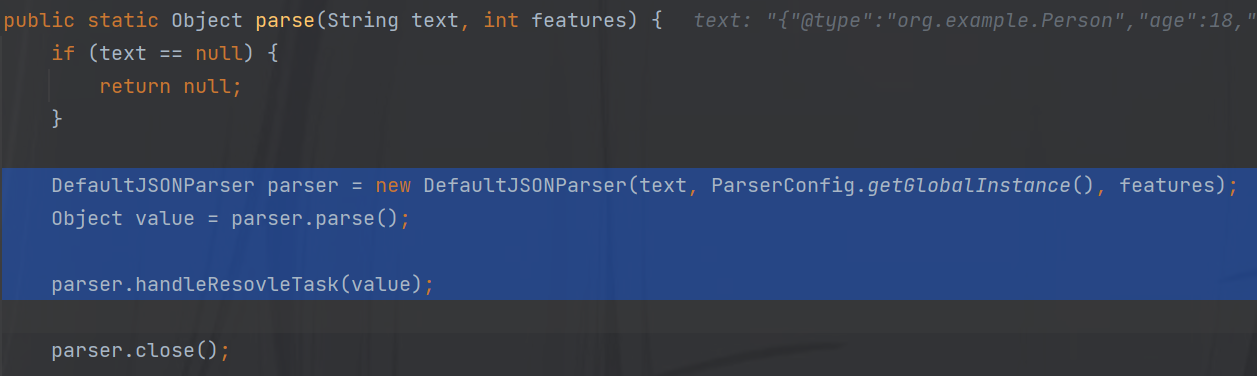 public static Object parse(String text, int features) {  text: "{"@type":"org.example.Person","age":18,"
    if (text == null) {
        return null;
    }
    DefaultJSONParser parser = new DefaultJSONParser(text, ParserConfig.getGlobalInstance(), features);
    Object value = parser.parse();
    parser.handleResovleTask(value);
    parser.close();